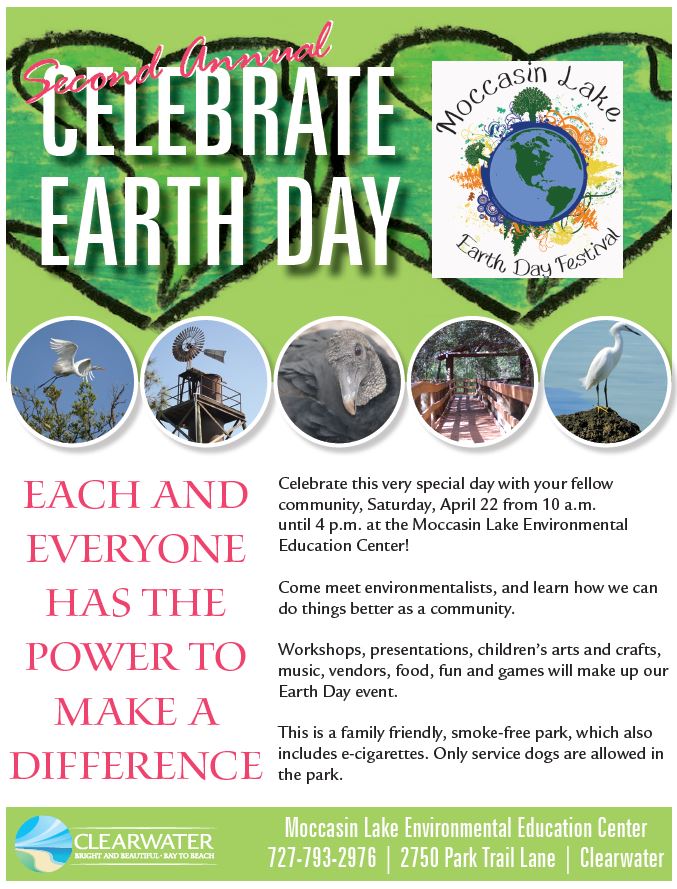 Second Annual
CELEBRATE
EARTH DAY
Moccasin Lake
Earth Day Festival
EACH AND
EVERYONE
HAS THE
POWER TO
MAKE A
DIFFERENCE
Celebrate this very special day with your fellow
community, Saturday, April 22 from 10 a.m.
until 4 p.m. at the Moccasin Lake Environmental
Education Center!
Come meet environmentalists, and learn how we can
do things better as a community.
Workshops, presentations, children’s arts and crafts,
music, vendors, food, fun and games will make up our
Earth Day event.
This is a family friendly, smoke-free park, which also
includes e-cigarettes. Only service dogs are allowed in
the park.
CLEARWATER
BRIGHT AND BEAUTIFUL · BAY TO BEACH
Moccasin Lake Environmental Education Center
727-793-2976 | 2750 Park Trail Lane | Clearwater